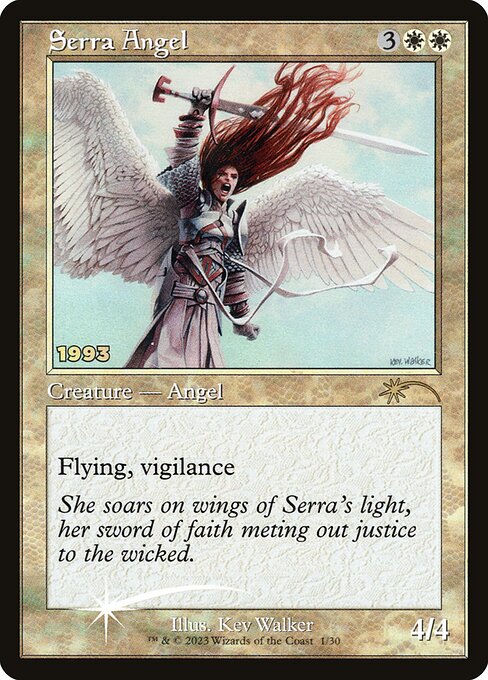 Serra Angel 3
Kev. Walker
1993
Creature — Angel
Flying, vigilance
She soars on wings of Serra's light,
her sword of faith meting out justice
to the wicked.
Illus. Kev Walker
™ & © 2023 Wizards of the Coast 1/30
4/4